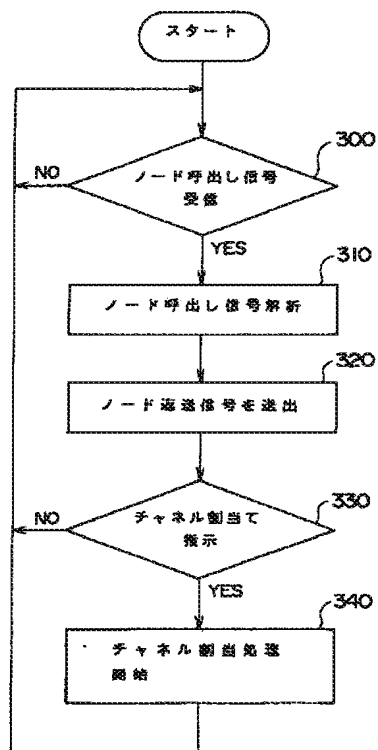 スタート
300
ノード呼出し信号
受信
NO
YES
310
ノード呼出し信号解析
320
ノード返送信号を送出
330
チャネル割当て
指示
NO
YES
340
チャネル割当処理
開始